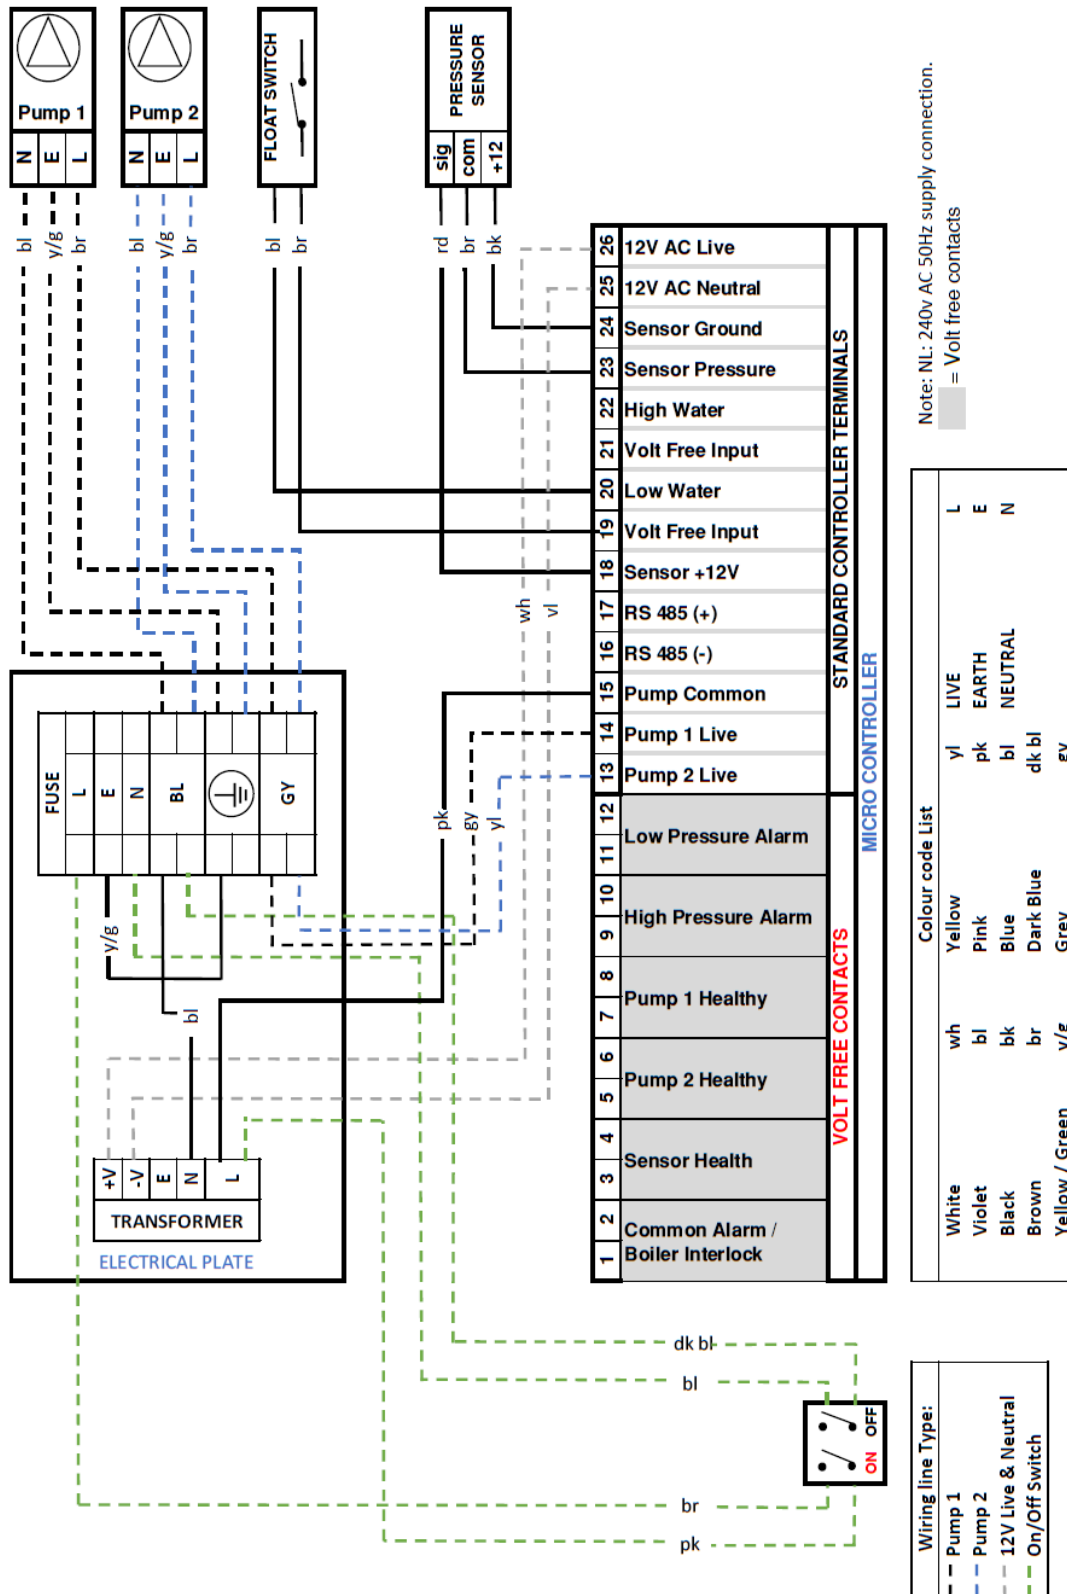 Pump 1
N
E
L
Pump 2
N
E
L
FLOAT SWITCH
PRESSURE
SENSOR
sig
com
+12
bl
y/g
br
bl
y/g
br
bl
br
rd
br
bk
Note: NL: 240v AC 50Hz supply connection.
= Volt free contacts
26 12V AC Live
25 12V AC Neutral
24 Sensor Ground
23 Sensor Pressure
22 High Water
21 Volt Free Input
20 Low Water
19 Volt Free Input
18 Sensor +12V
17 RS 485 (+)
16 RS 485 (-)
15 Pump Common
14 Pump 1 Live
13 Pump 2 Live
12
11
Low Pressure Alarm
10
9
High Pressure Alarm
8
7
Pump 1 Healthy
6
5
Pump 2 Healthy
4
3
Sensor Health
2
1
Common Alarm /
Boiler Interlock
STANDARD CONTROLLER TERMINALS
VOLT FREE CONTACTS
MICRO CONTROLLER
wh
vl
pk
gy
yl
FUSE
L
E
N
BL
GY
y/g
bl
+V
-V
E
N
L
TRANSFORMER
ELECTRICAL PLATE
dk bl
bl
br
pk
ON
OFF
Colour code List
White wh Yellow yl LIVE L
Violet bl Pink pk EARTH E
Black bk Blue bl NEUTRAL N
Brown br Dark Blue dk bl
Yellow / Green y/g Grey gy
Wiring line Type:
Pump 1
Pump 2
12V Live & Neutral
On/Off Switch